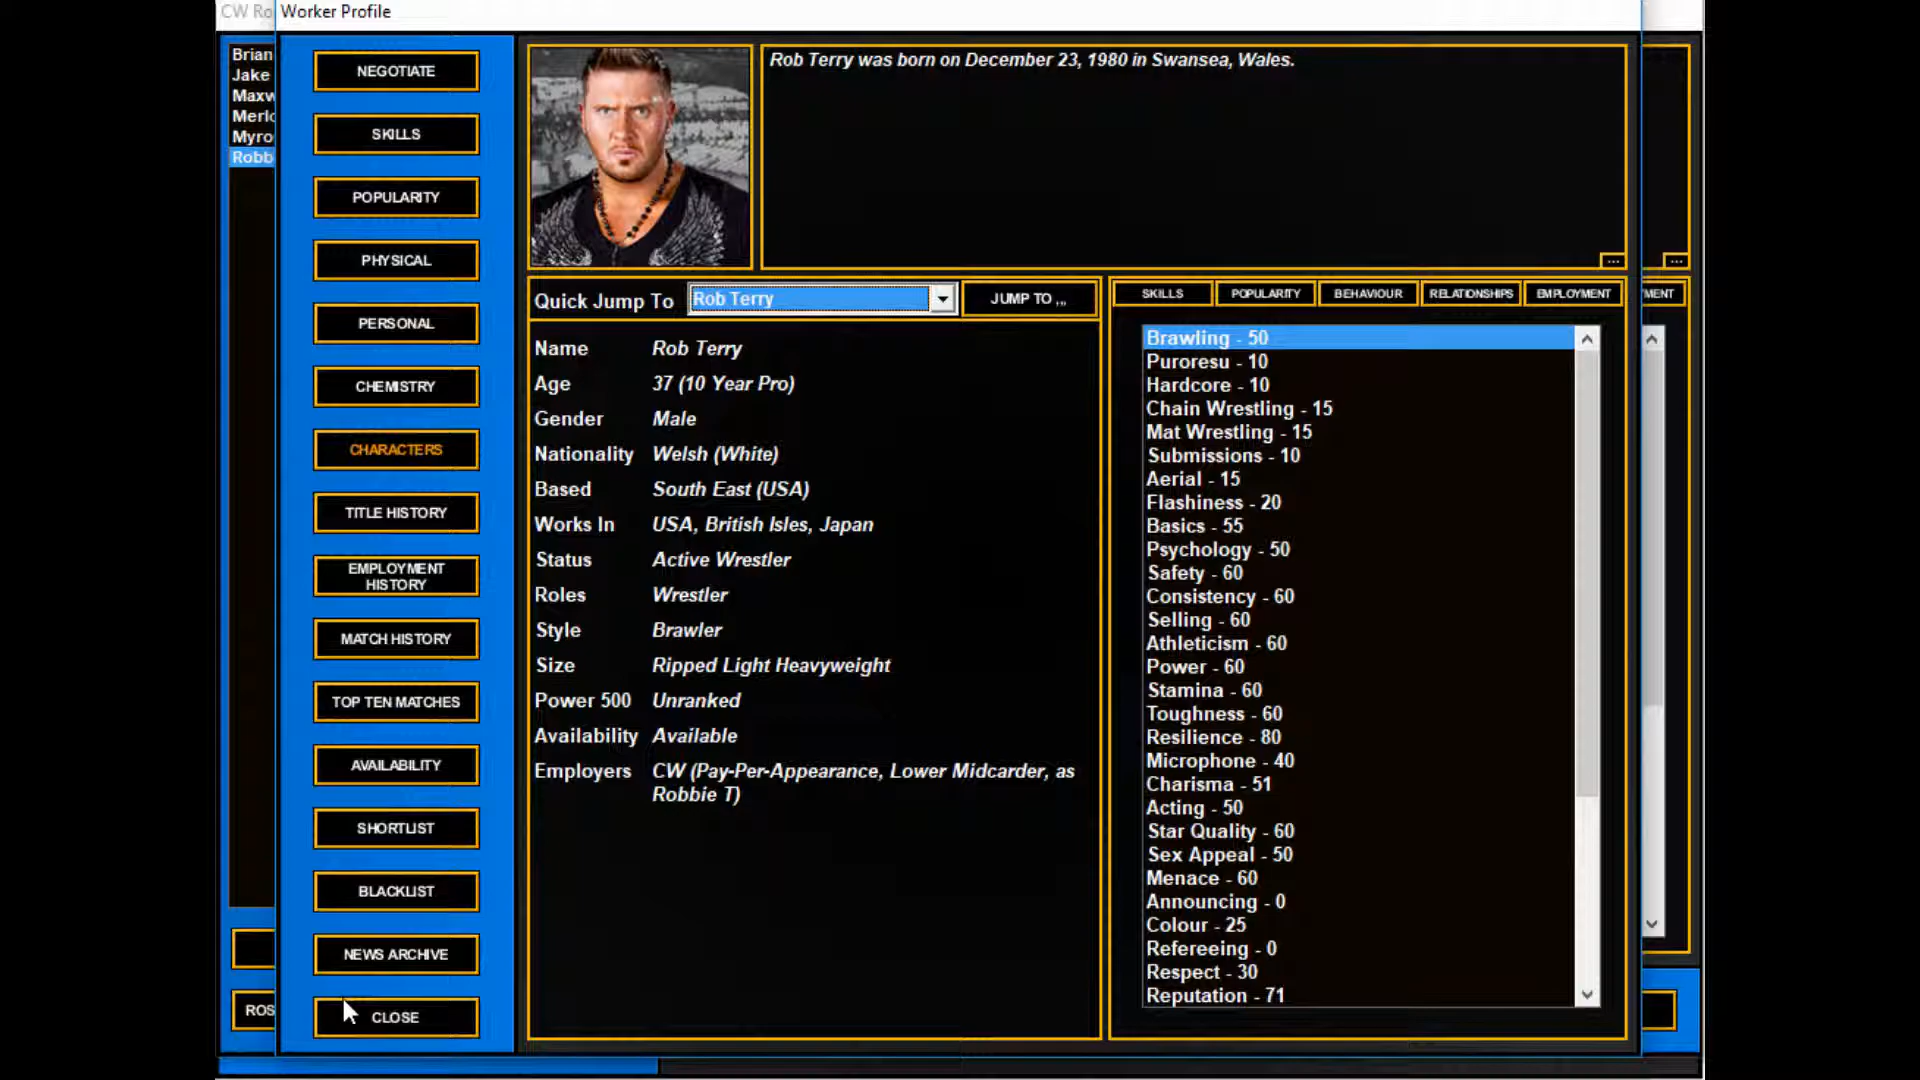 CW Ro
Worker Profile
Brian
Jake
Maxw
Merlo
Myro
Robb
ROS
NEGOTIATE
SKILLS
POPULARITY
PHYSICAL
PERSONAL
CHEMISTRY
CHARACTERS
TITLE HISTORY
EMPLOYMENT
HISTORY
MATCH HISTORY
TOP TEN MATCHES
AVAILABILITY
SHORTLIST
BLACKLIST
NEWS ARCHIVE
CLOSE
Rob Terry was born on December 23, 1980 in Swansea, Wales.
...
...
Quick Jump To Rob Terry JUMP TO ,,,
Name Rob Terry
Age 37 (10 Year Pro)
Gender Male
Nationality Welsh (White)
Based South East (USA)
Works In USA, British Isles, Japan
Status Active Wrestler
Roles Wrestler
Style Brawler
Size Ripped Light Heavyweight
Power 500 Unranked
Availability Available
Employers CW (Pay-Per-Appearance, Lower Midcarder, as
Robbie T)
SKILLS POPULARITY BEHAVIOUR RELATIONSHIPS EMPLOYMENT MENT
Brawling - 50
Puroresu - 10
Hardcore - 10
Chain Wrestling - 15
Mat Wrestling - 15
Submissions - 10
Aerial - 15
Flashiness - 20
Basics - 55
Psychology - 50
Safety - 60
Consistency - 60
Selling - 60
Athleticism - 60
Power - 60
Stamina - 60
Toughness - 60
Resilience - 80
Microphone - 40
Charisma - 51
Acting - 50
Star Quality - 60
Sex Appeal - 50
Menace - 60
Announcing - 0
Colour - 25
Refereeing - 0
Respect - 30
Reputation - 71